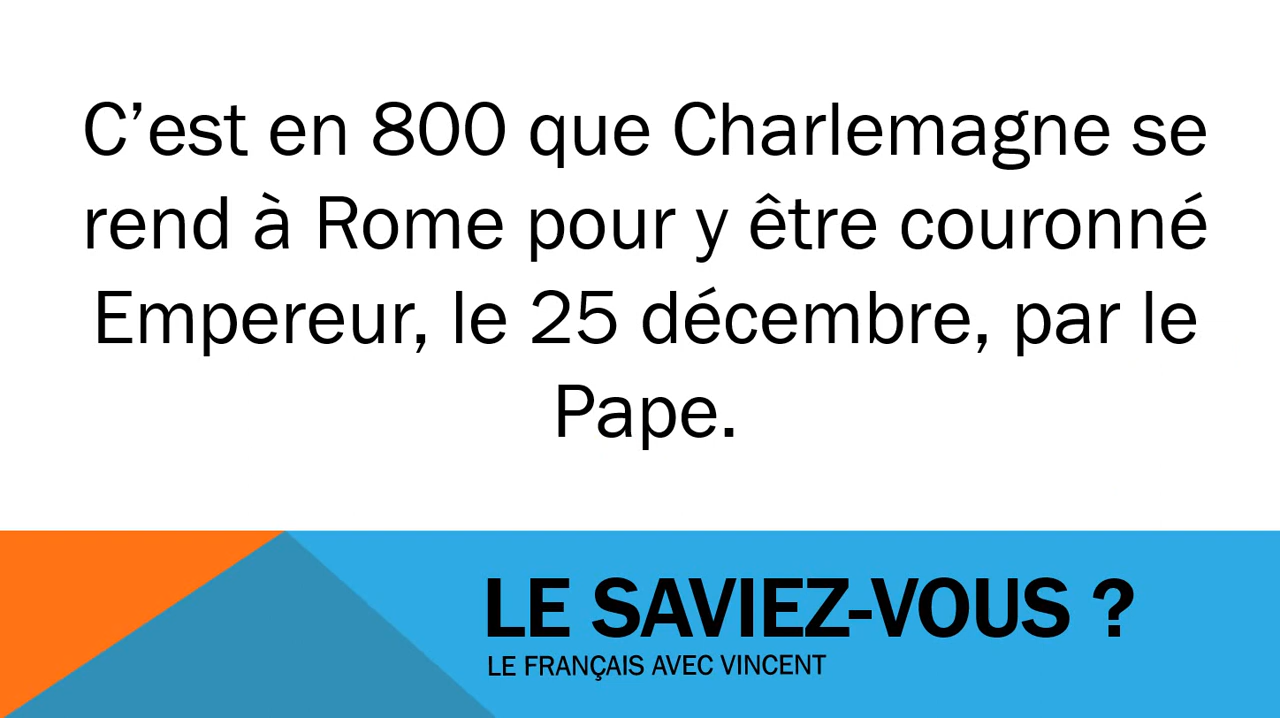 C’est en 800 que Charlemagne se
rend à Rome pour y être couronné
Empereur, le 25 décembre, par le
Pape.
LE SAVIEZ-VOUS ?
LE FRANÇAIS AVEC VINCENT